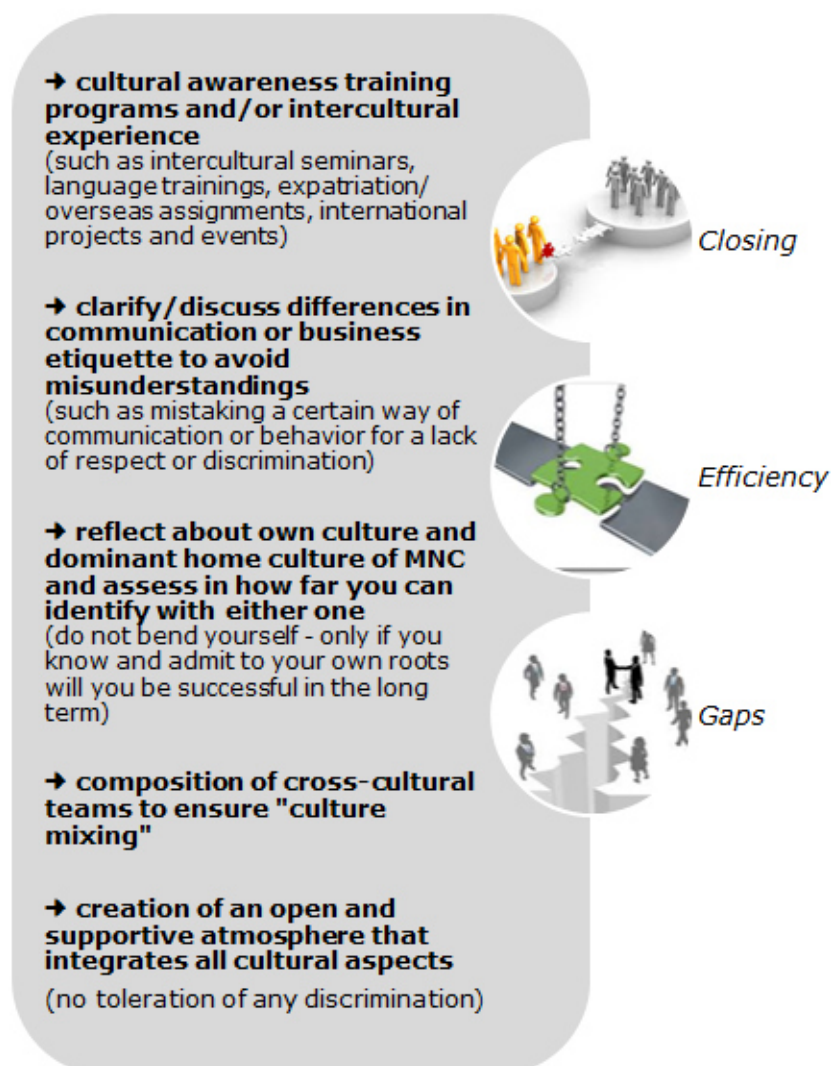 ➔ cultural awareness training
programs and/or intercultural
experience
(such as intercultural seminars,
language trainings, expatriation/
overseas assignments, international
projects and events)
➔ clarify/discuss differences in
communication or business
etiquette to avoid
misunderstandings
(such as mistaking a certain way of
communication or behavior for a lack
of respect or discrimination)
➔ reflect about own culture and
dominant home culture of MNC
and assess in how far you can
identify with either one
(do not bend yourself - only if you
know and admit to your own roots
will you be successful in the long
term)
➔ composition of cross-cultural
teams to ensure "culture
mixing"
➔ creation of an open and
supportive atmosphere that
integrates all cultural aspects
(no toleration of any discrimination)
Closing
Efficiency
Gaps